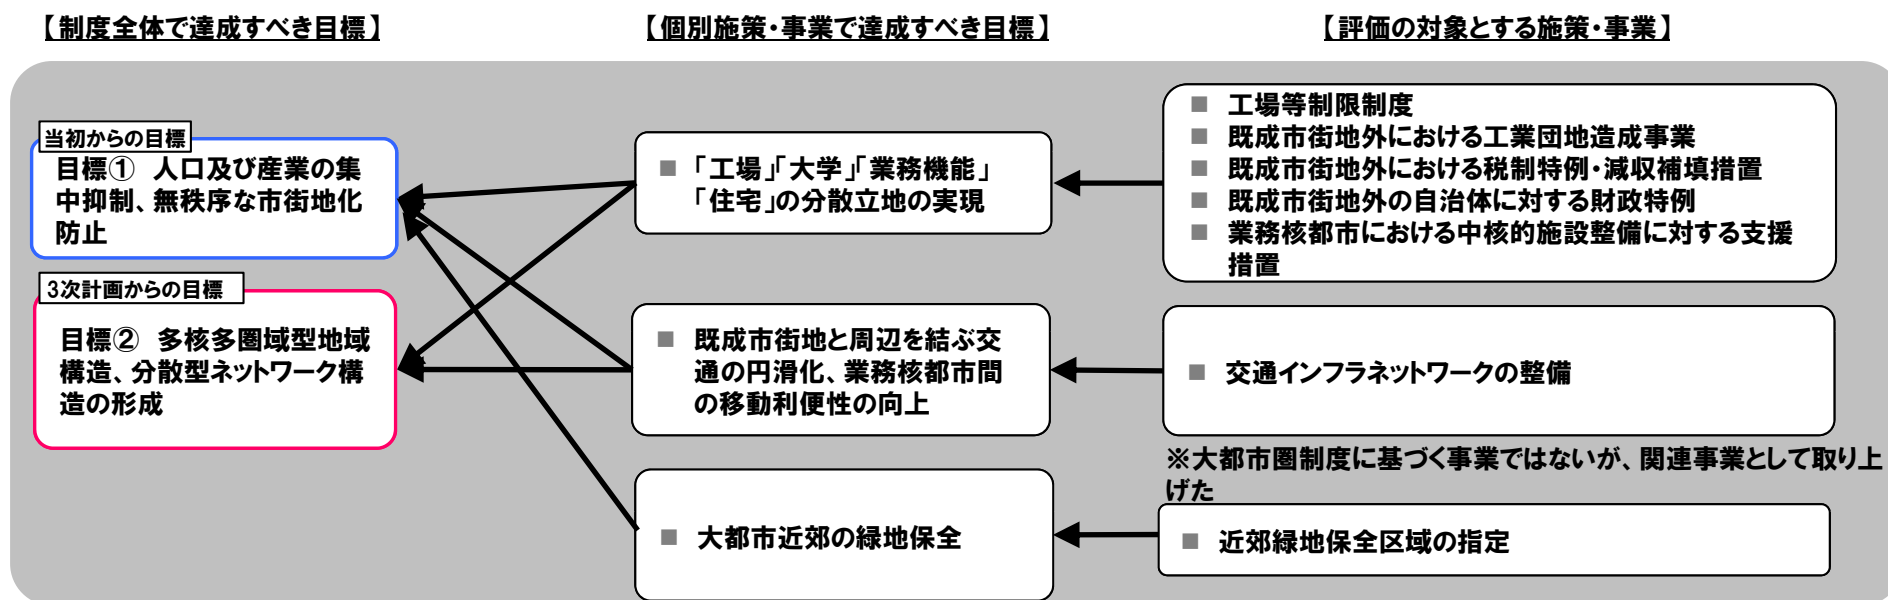 【制度全体で達成すべき目標】
【個別施策・事業で達成すべき目標】
【評価の対象とする施策・事業】
当初からの目標
目標① 人口及び産業の集
中抑制、無秩序な市街地化
防止
3次計画からの目標
目標② 多核多圏域型地域
構造、分散型ネットワーク構
造の形成
■ 「工場」「大学」「業務機能」
「住宅」の分散立地の実現
■ 既成市街地と周辺を結ぶ交
通の円滑化、業務核都市間
の移動利便性の向上
■ 大都市近郊の緑地保全
■ 工場等制限制度
■ 既成市街地外における工業団地造成事業
■ 既成市街地外における税制特例・減収補填措置
■ 既成市街地外の自治体に対する財政特例
■ 業務核都市における中核的施設整備に対する支援
措置
■ 交通インフラネットワークの整備
※大都市圏制度に基づく事業ではないが、関連事業として取り上
げた
■ 近郊緑地保全区域の指定